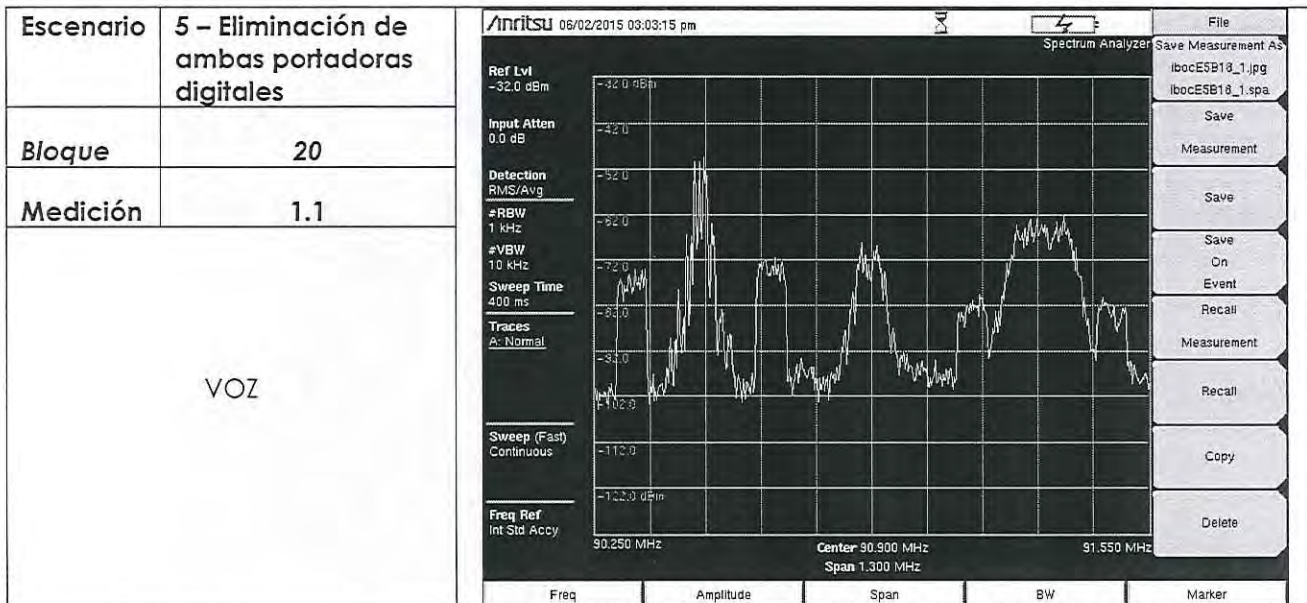 Escenario
5 – Eliminación de
ambas portadoras
digitales
Bloque
20
Medición
1.1
VOZ
/Inritsu 06/02/2015 03:03:15 pm
Spectrum Analyzer
Ref Lvl
-32.0 dBm
Input Atten
0.0 dB
Detection
RMS/Avg
#RBW
1 kHz
#VBW
10 kHz
Sweep Time
400 ms
Traces
A: Normal
Sweep (Fast)
Continuous
Freq Ref
Int Std Accy
-32.0 dBm
-42.0
-52.0
-62.0
-72.0
-82.0
-92.0
-102.0
-112.0
-122.0 dBm
90.250 MHz
Center 90.900 MHz
91.550 MHz
Span 1.300 MHz
File
Save Measurement As
ibocE5B18_1.jpg
ibocE5B18_1.spa
Save
Measurement
Save
Save
On
Event
Recall
Measurement
Recall
Copy
Delete
Freq
Amplitude
Span
BW
Marker